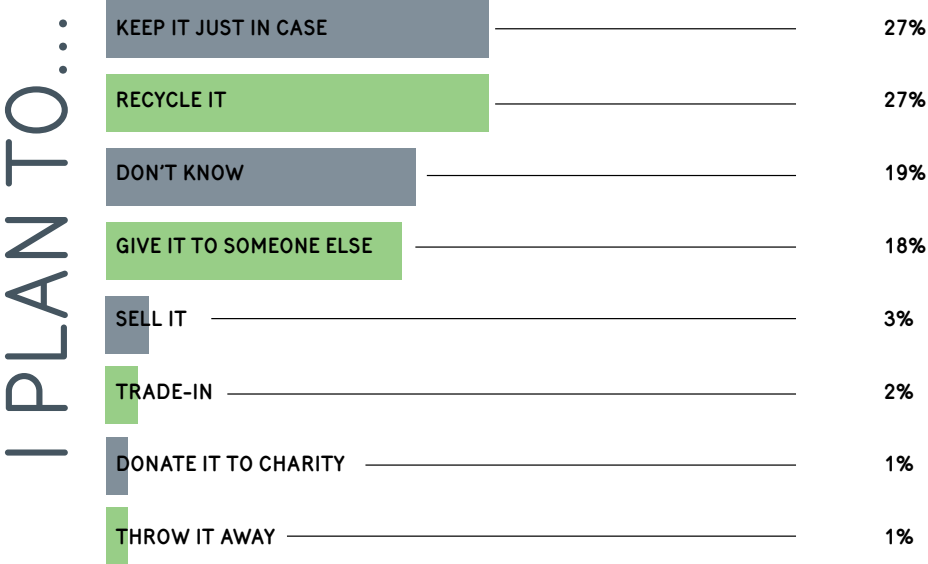 I PLAN TO...
KEEP IT JUST IN CASE 27%
RECYCLE IT 27%
DON'T KNOW 19%
GIVE IT TO SOMEONE ELSE 18%
SELL IT 3%
TRADE-IN 2%
DONATE IT TO CHARITY 1%
THROW IT AWAY 1%